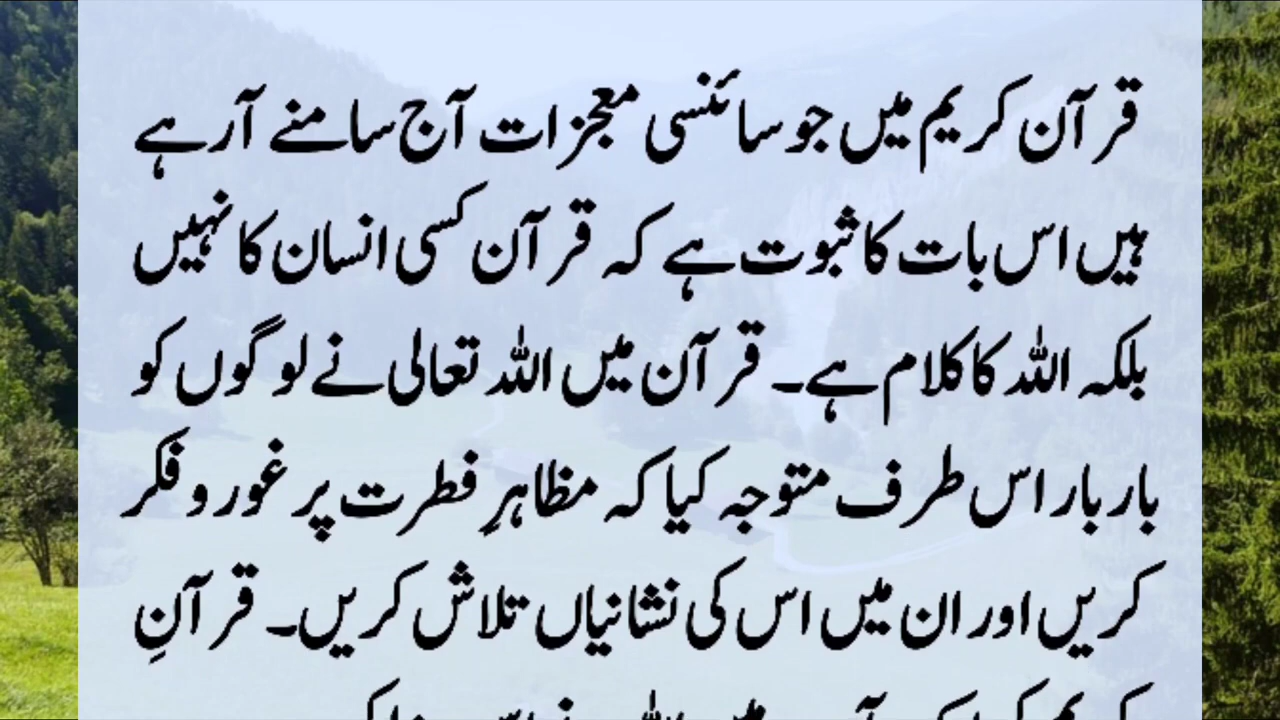 قرآن کریم میں جو سائنسی معجزات آج سامنے آرہے
ہیں اس بات کا ثبوت ہے کہ قرآن کسی انسان کا نہیں
بلکہ اللہ کا کلام ہے۔ قرآن میں اللہ تعالی نے لوگوں کو
بار بار اس طرف متوجہ کیا کہ مظاہرِ فطرت پر غور و فکر
کریں اور ان میں اس کی نشانیاں تلاش کریں۔ قرآنِ